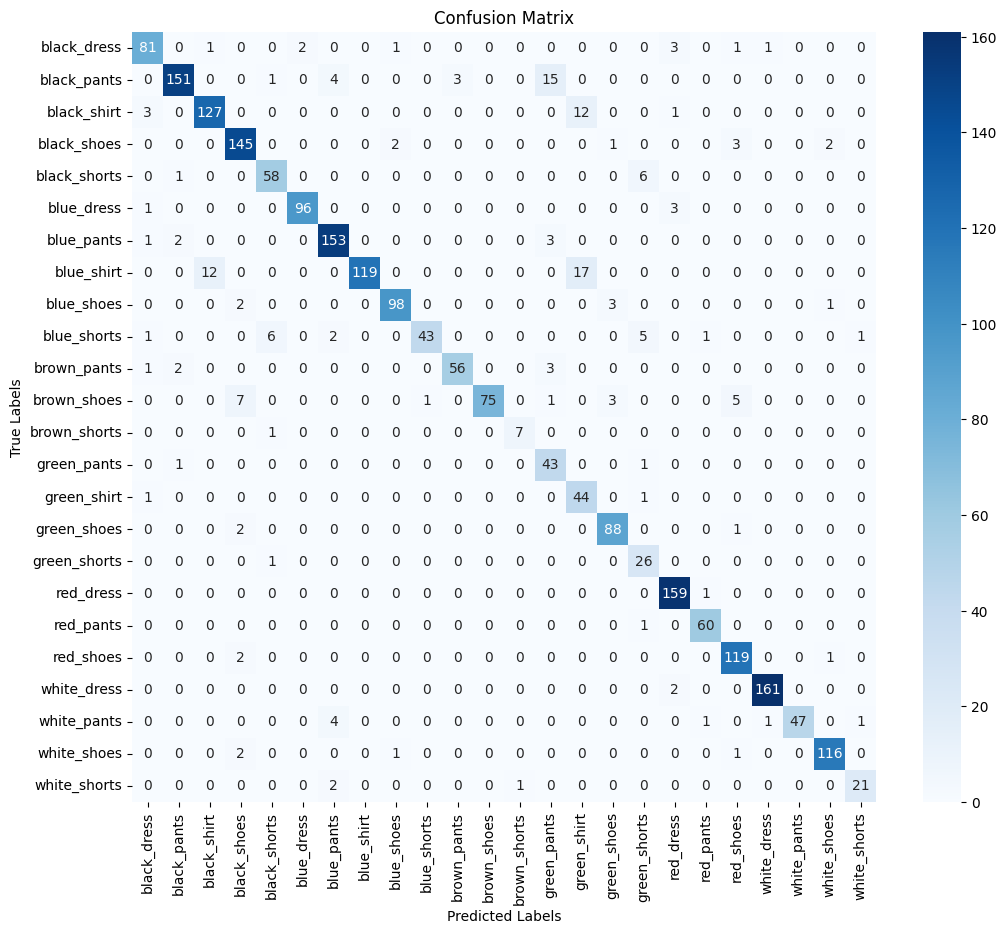 Confusion Matrix
black_dress 81 0 1 0 0 2 0 0 1 0 0 0 0 0 0 0 0 3 0 1 1 0 0 0 160
black_pants 0 151 0 0 1 0 4 0 0 0 3 0 0 15 0 0 0 0 0 0 0 0 0 0
black_shirt 3 0 127 0 0 0 0 0 0 0 0 0 0 0 12 0 0 1 0 0 0 0 0 0
black_shoes 0 0 0 145 0 0 0 0 2 0 0 0 0 0 0 1 0 0 0 3 0 0 2 0 140
black_shorts 0 1 0 0 58 0 0 0 0 0 0 0 0 0 0 0 6 0 0 0 0 0 0 0
blue_dress 1 0 0 0 0 96 0 0 0 0 0 0 0 0 0 0 0 3 0 0 0 0 0 0
blue_pants 1 2 0 0 0 0 153 0 0 0 0 0 0 3 0 0 0 0 0 0 0 0 0 0 120
blue_shirt 0 0 12 0 0 0 0 119 0 0 0 0 0 0 17 0 0 0 0 0 0 0 0 0
blue_shoes 0 0 0 2 0 0 0 0 98 0 0 0 0 0 0 3 0 0 0 0 0 0 1 0
blue_shorts 1 0 0 0 6 0 2 0 0 43 0 0 0 0 0 0 5 0 1 0 0 0 0 1 100
brown_pants 1 2 0 0 0 0 0 0 0 0 56 0 0 3 0 0 0 0 0 0 0 0 0 0
brown_shoes 0 0 0 7 0 0 0 0 0 1 0 75 0 1 0 3 0 0 0 5 0 0 0 0
brown_shorts 0 0 0 0 1 0 0 0 0 0 0 0 7 0 0 0 0 0 0 0 0 0 0 0 80
green_pants 0 1 0 0 0 0 0 0 0 0 0 0 0 43 0 0 1 0 0 0 0 0 0 0
green_shirt 1 0 0 0 0 0 0 0 0 0 0 0 0 0 44 0 1 0 0 0 0 0 0 0
green_shoes 0 0 0 2 0 0 0 0 0 0 0 0 0 0 0 88 0 0 0 1 0 0 0 0 60
green_shorts 0 0 0 0 1 0 0 0 0 0 0 0 0 0 0 0 26 0 0 0 0 0 0 0
red_dress 0 0 0 0 0 0 0 0 0 0 0 0 0 0 0 0 0 159 1 0 0 0 0 0
red_pants 0 0 0 0 0 0 0 0 0 0 0 0 0 0 0 0 1 0 60 0 0 0 0 0 40
red_shoes 0 0 0 2 0 0 0 0 0 0 0 0 0 0 0 0 0 0 0 119 0 0 1 0
white_dress 0 0 0 0 0 0 0 0 0 0 0 0 0 0 0 0 0 2 0 0 161 0 0 0
white_pants 0 0 0 0 0 0 4 0 0 0 0 0 0 0 0 0 0 0 1 0 1 47 0 1 20
white_shoes 0 0 0 2 0 0 0 0 1 0 0 0 0 0 0 0 0 0 0 1 0 0 116 0
white_shorts 0 0 0 0 0 0 2 0 0 0 0 0 1 0 0 0 0 0 0 0 0 0 0 21 0
True Labels
black_dress
black_pants
black_shirt
black_shoes
black_shorts
blue_dress
blue_pants
blue_shirt
blue_shoes
blue_shorts
brown_pants
brown_shoes
brown_shorts
green_pants
green_shirt
green_shoes
green_shorts
red_dress
red_pants
red_shoes
white_dress
white_pants
white_shoes
white_shorts
Predicted Labels